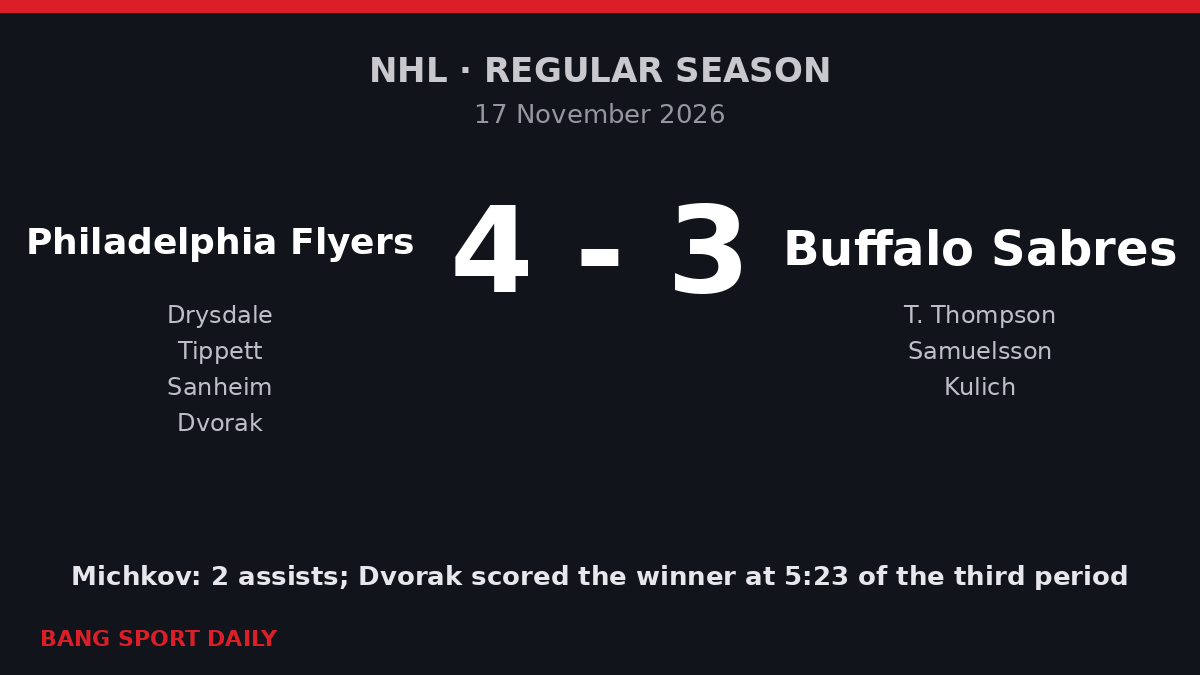 NHL · REGULAR SEASON
17 November 2026
Philadelphia Flyers
4 - 3
Buffalo Sabres
Drysdale
Tippett
Sanheim
Dvorak
T. Thompson
Samuelsson
Kulich
Michkov: 2 assists; Dvorak scored the winner at 5:23 of the third period
BANG SPORT DAILY